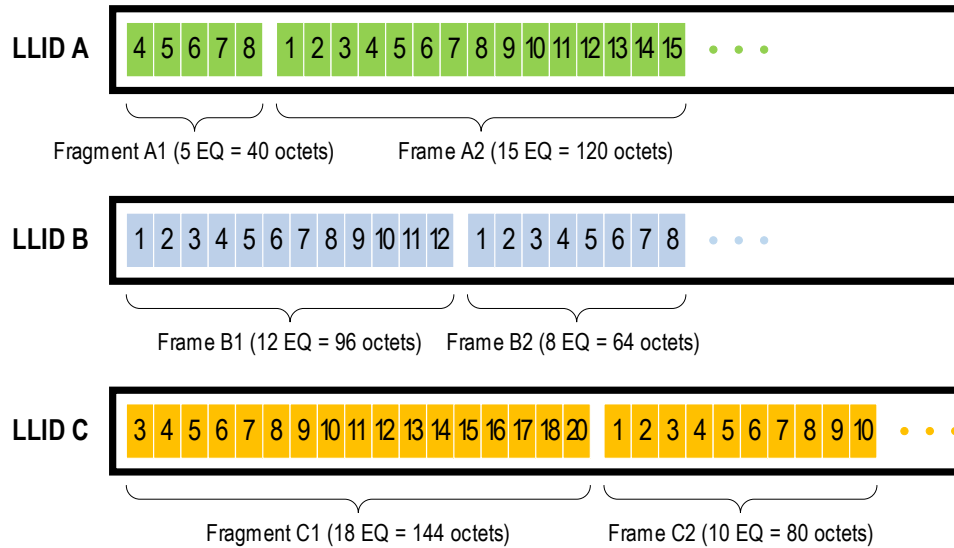 LLID A 4 5 6 7 8 1 2 3 4 5 6 7 8 9 10 11 12 13 14 15
Fragment A1 (5 EQ = 40 octets) Frame A2 (15 EQ = 120 octets)
LLID B 1 2 3 4 5 6 7 8 9 10 11 12 1 2 3 4 5 6 7 8
Frame B1 (12 EQ = 96 octets) Frame B2 (8 EQ = 64 octets)
LLID C 3 4 5 6 7 8 9 10 11 12 13 14 15 16 17 18 20 1 2 3 4 5 6 7 8 9 10
Fragment C1 (18 EQ = 144 octets) Frame C2 (10 EQ = 80 octets)